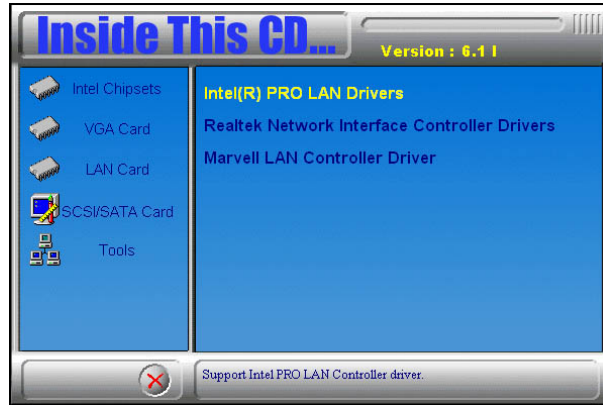 Inside This CD...
Version : 6.1 I
Intel Chipsets
VGA Card
LAN Card
SCSI/SATA Card
Tools
Intel(R) PRO LAN Drivers
Realtek Network Interface Controller Drivers
Marvell LAN Controller Driver
Support Intel PRO LAN Controller driver.